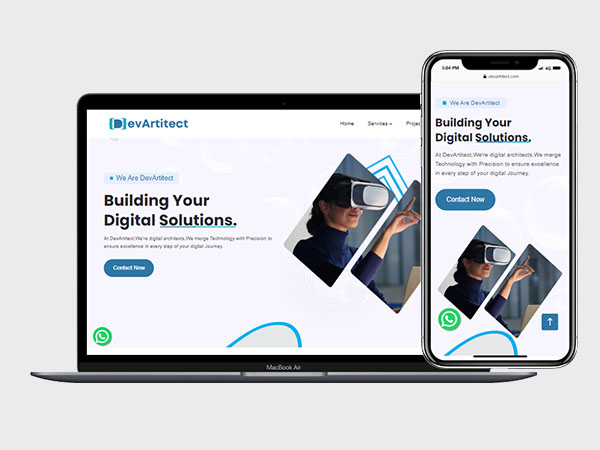 [D]evArtitect
Home
Services
Projec
We Are DevArtitect
Building Your
Digital Solutions.
At DevArtitect,We're digital architects,We merge Technology with Precision to
ensure excellence in every step of your digital Journey.
Contact Now
MacBook Air
5:04 PM
4G
devartitect.com
We Are DevArtitect
Building Your
Digital Solutions.
At DevArtitect,We're digital architects,We merge
Technology with Precision to ensure excellence
in every step of your digital Journey.
Contact Now